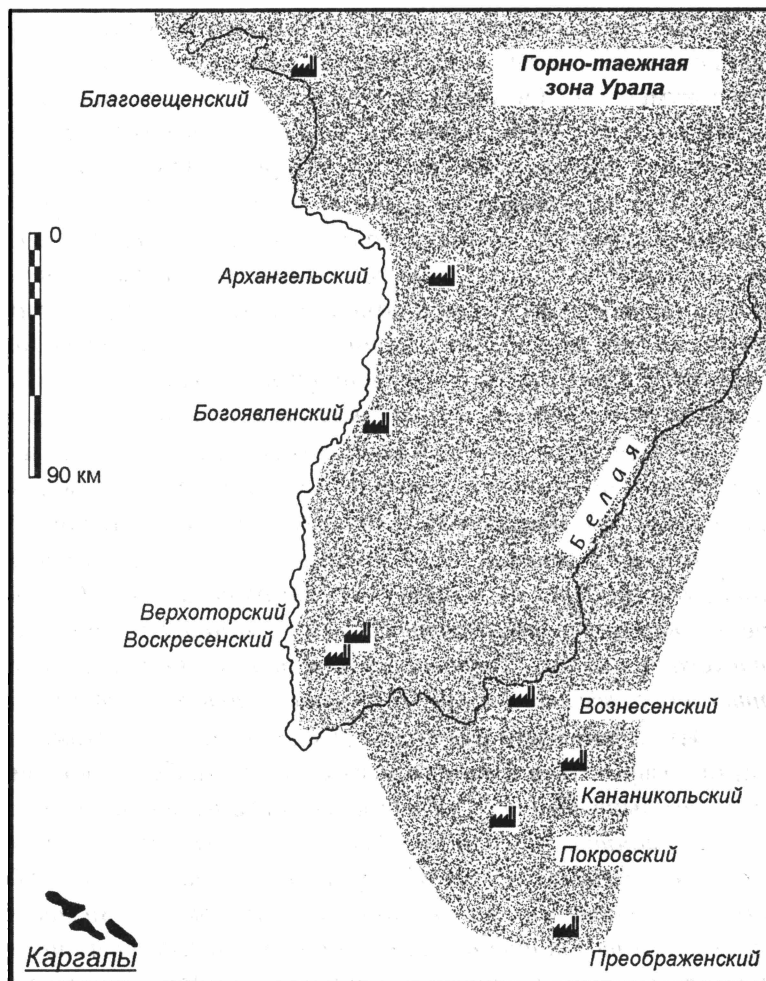 Горно-таежная
зона Урала
Благовещенский
0
Архангельский
Богоявленский
90 км
Белая
Верхоторский
Воскресенский
Вознесенский
Кананикольский
Покровский
Каргалы
Преображенский